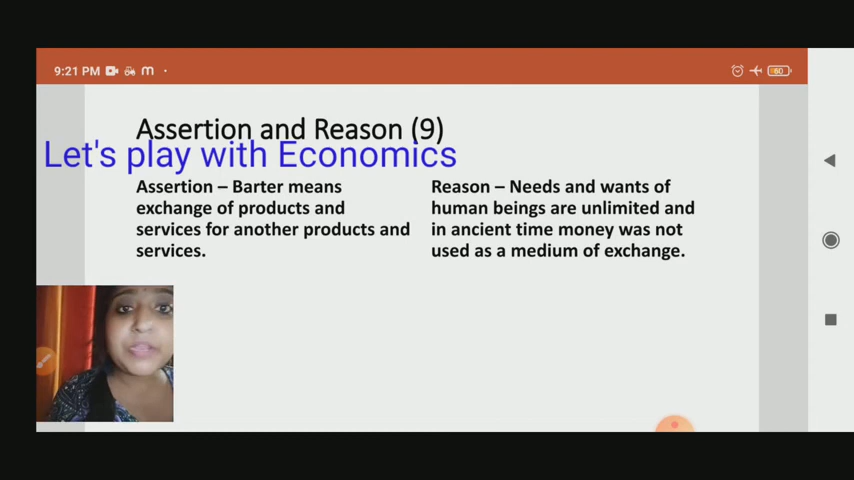 9:21 PM
60
Assertion and Reason (9)
Let's play with Economics
Assertion – Barter means
exchange of products and
services for another products and
services.
Reason – Needs and wants of
human beings are unlimited and
in ancient time money was not
used as a medium of exchange.